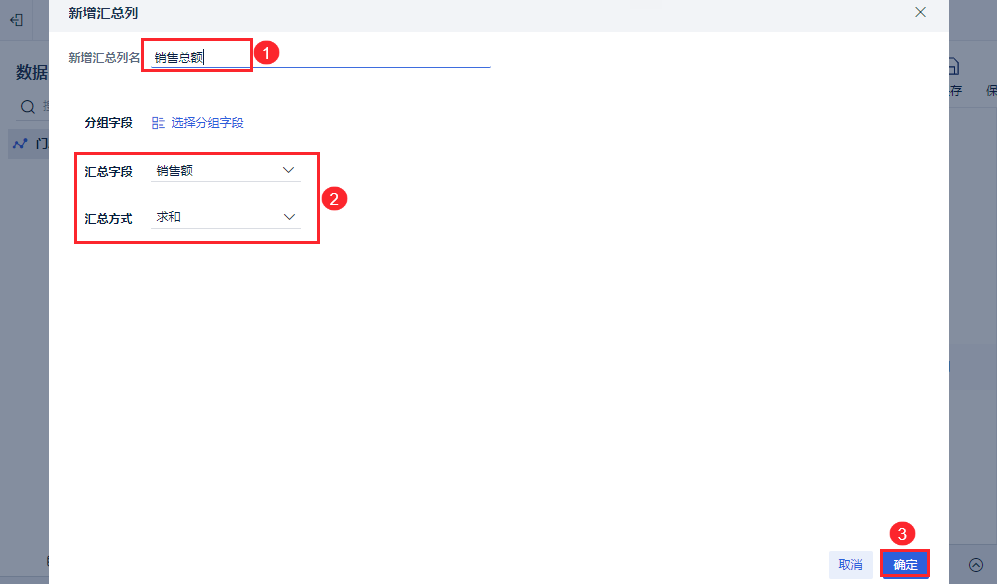 新增汇总列
新增汇总列名 销售总额 1
数据
存 保
分组字段 选择分组字段
门
汇总字段 销售额
2
汇总方式 求和
3
取消 确定